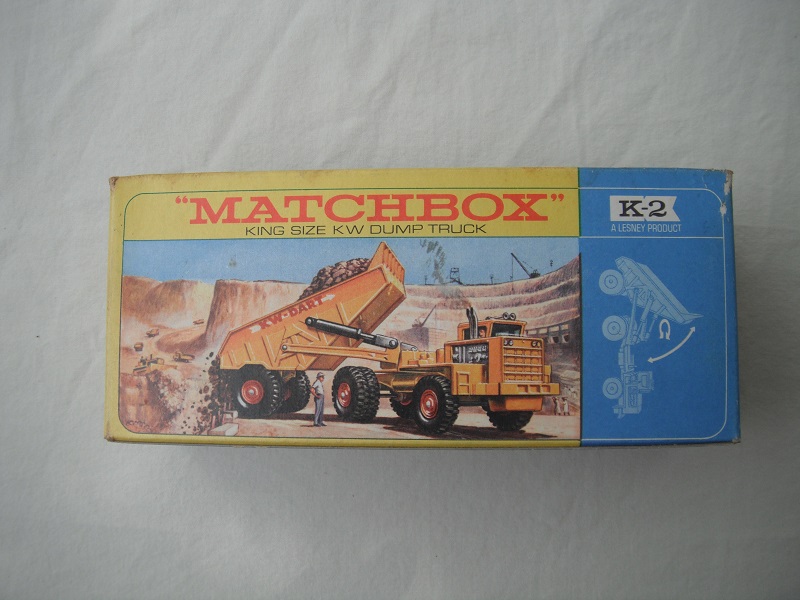 "MATCHBOX"
KING SIZE KW DUMP TRUCK
K-2
A LESNEY PRODUCT
KW-DART